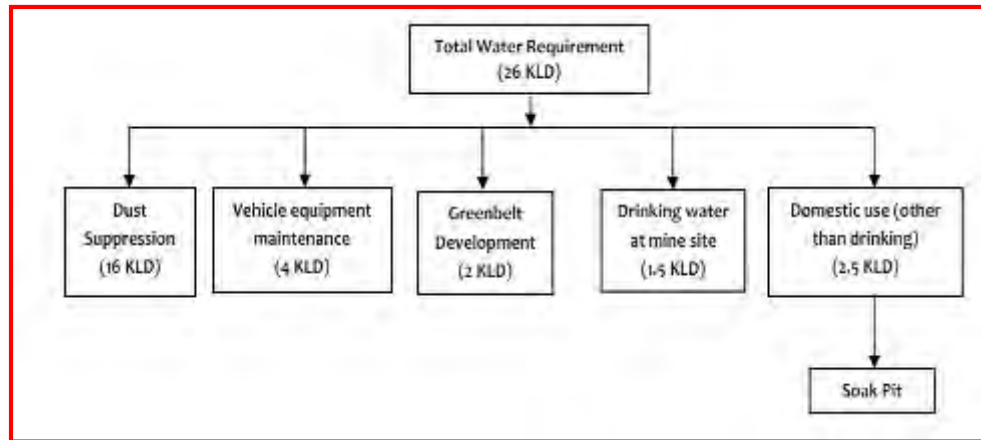 Total Water Requirement
(26 KLD)
Dust
Suppression
(16 KLD)
Vehicle equipment
maintenance
(4 KLD)
Greenbelt
Development
(2 KLD)
Drinking water
at mine site
(1.5 KLD)
Domestic use (other
than drinking)
(2.5 KLD)
Soak Pit